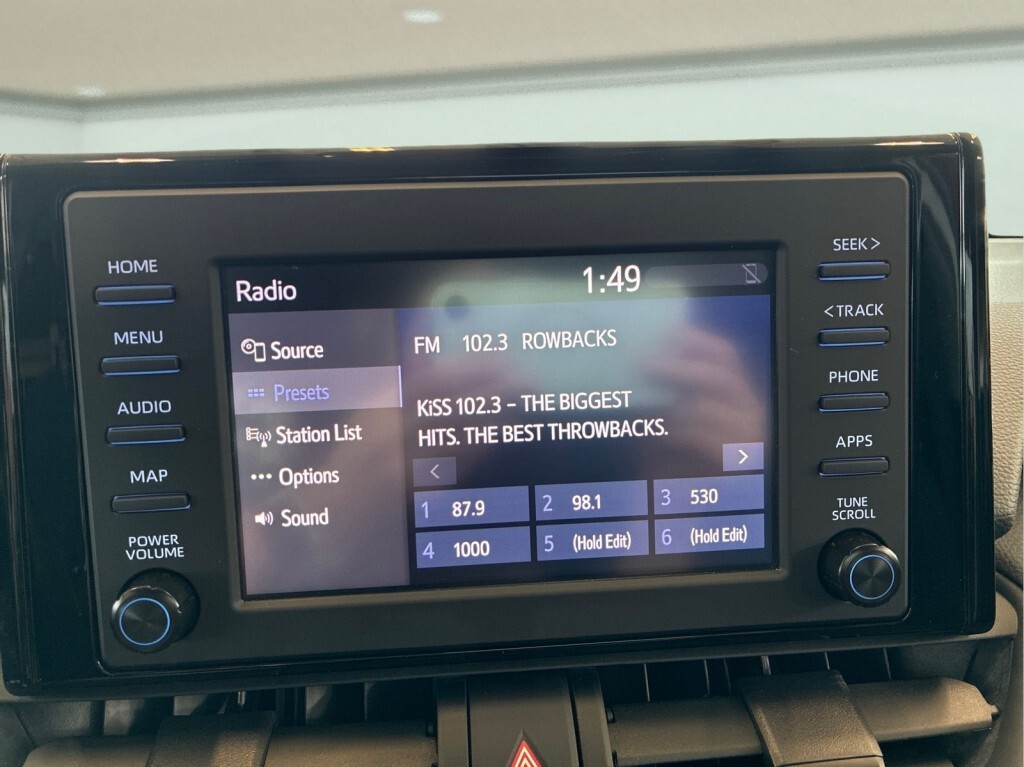 HOME
MENU
AUDIO
MAP
POWER
VOLUME
Radio
1:49
Source
Presets
Station List
Options
Sound
FM 102.3 ROWBACKS
KiSS 102.3 – THE BIGGEST
HITS. THE BEST THROWBACKS.
<
>
1 87.9
2 98.1
3 530
4 1000
5 (Hold Edit)
6 (Hold Edit)
SEEK >
< TRACK
PHONE
APPS
TUNE
SCROLL